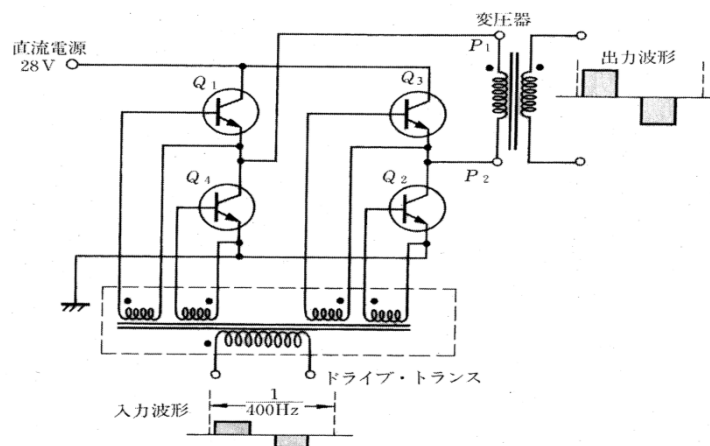 変圧器
直流電源
28V
P1
出力波形
Q1
Q3
P2
Q4
Q2
ドライブ・トランス
入力波形
1
400Hz